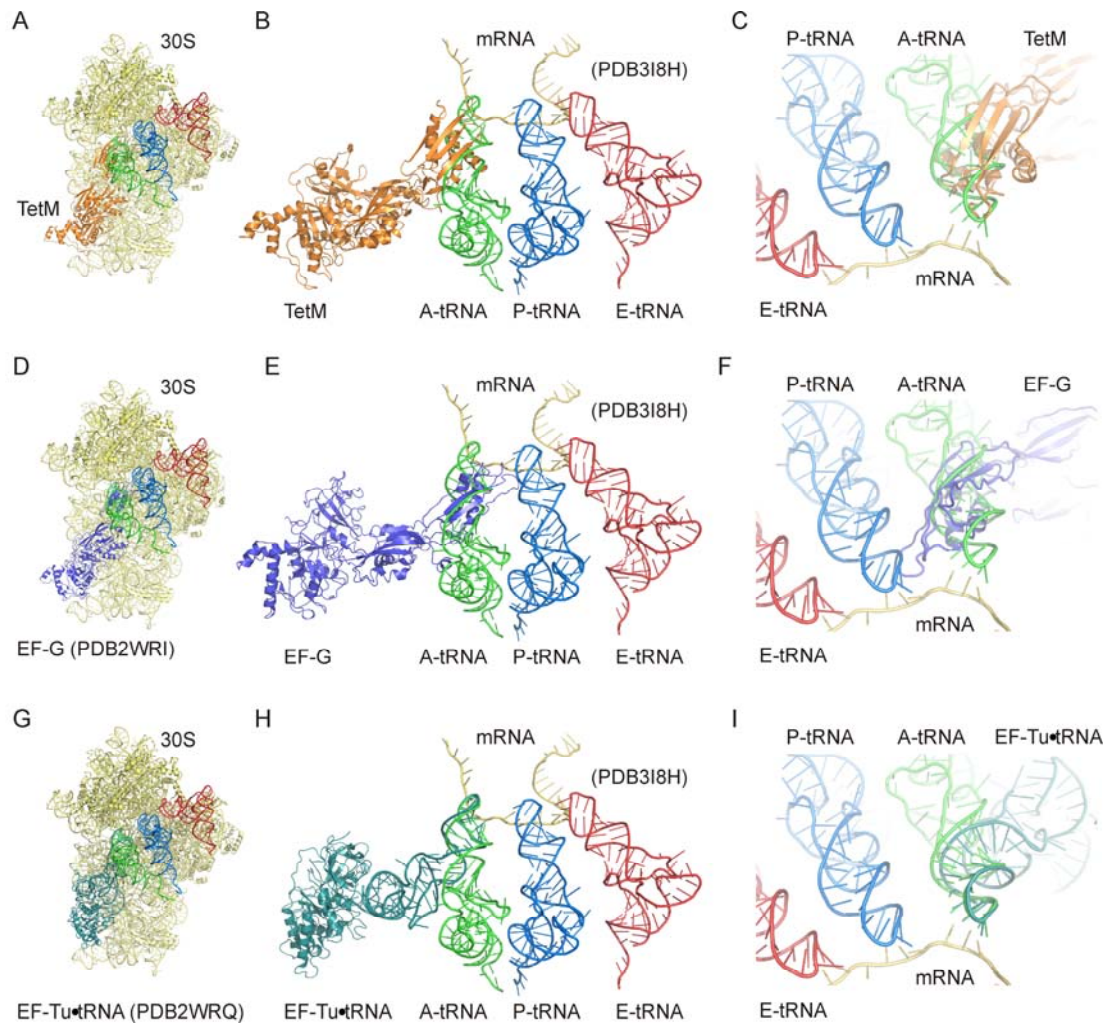 A
30S
TetM
B
mRNA
(PDB3I8H)
TetM
A-tRNA
P-tRNA
E-tRNA
C
P-tRNA
A-tRNA
TetM
mRNA
E-tRNA
D
30S
EF-G (PDB2WRI)
E
mRNA
(PDB3I8H)
EF-G
A-tRNA
P-tRNA
E-tRNA
F
P-tRNA
A-tRNA
EF-G
mRNA
E-tRNA
G
30S
EF-Tu•tRNA (PDB2WRQ)
H
mRNA
(PDB3I8H)
EF-Tu•tRNA
A-tRNA
P-tRNA
E-tRNA
I
P-tRNA
A-tRNA
EF-Tu•tRNA
mRNA
E-tRNA